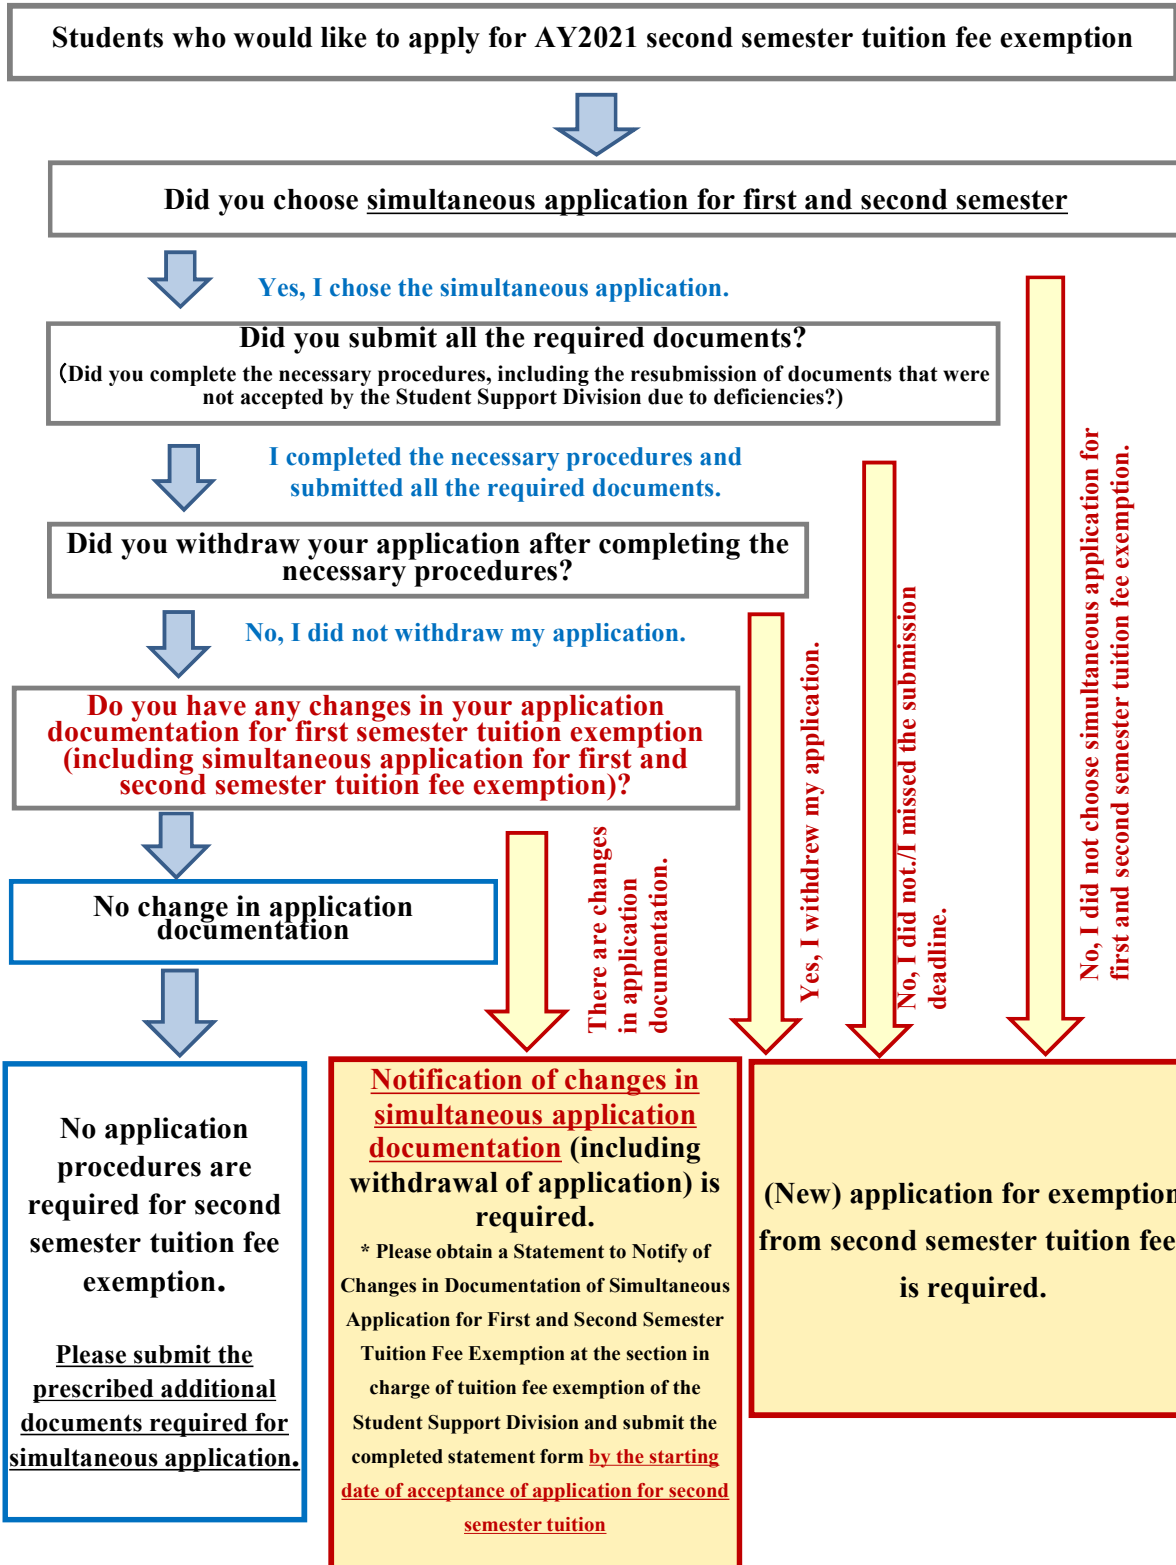 Students who would like to apply for AY2021 second semester tuition fee exemption
Did you choose simultaneous application for first and second semester
Yes, I chose the simultaneous application.
Did you submit all the required documents?
(Did you complete the necessary procedures, including the resubmission of documents that were
not accepted by the Student Support Division due to deficiencies?)
I completed the necessary procedures and
submitted all the required documents.
Did you withdraw your application after completing the
necessary procedures?
No, I did not withdraw my application.
Do you have any changes in your application
documentation for first semester tuition exemption
(including simultaneous application for first and
second semester tuition fee exemption)?
No change in application
documentation
There are changes
in application
documentation.
Yes, I withdrew my application.
No, I did not./I missed the submission
deadline.
No, I did not choose simultaneous application for
first and second semester tuition fee exemption.
No application
procedures are
required for second
semester tuition fee
exemption.
Please submit the
prescribed additional
documents required for
simultaneous application.
Notification of changes in
simultaneous application
documentation (including
withdrawal of application) is
required.
* Please obtain a Statement to Notify of
Changes in Documentation of Simultaneous
Application for First and Second Semester
Tuition Fee Exemption at the section in
charge of tuition fee exemption of the
Student Support Division and submit the
completed statement form by the starting
date of acceptance of application for second
semester tuition
(New) application for exemption
from second semester tuition fee
is required.